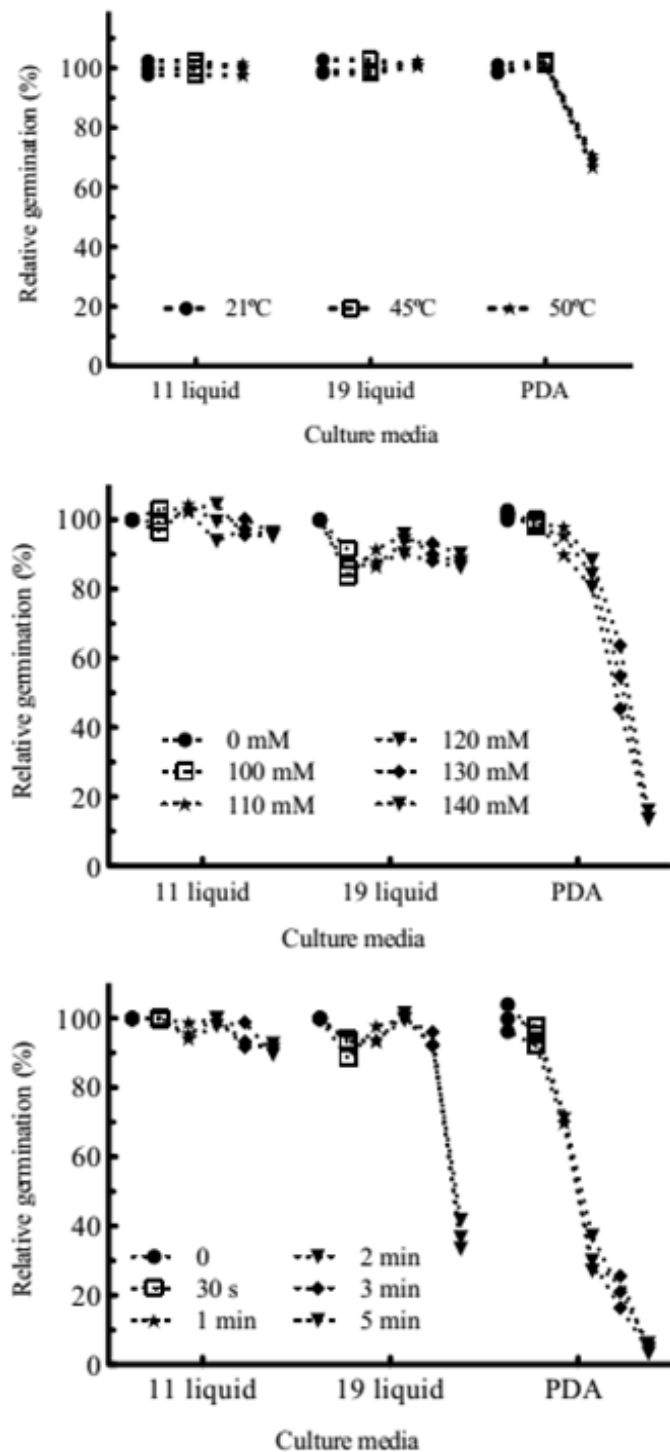 Relative germination (%)
100
80
60
40
20
0
21ºC 45ºC 50ºC
11 liquid 19 liquid PDA
Culture media
Relative germination (%)
100
80
60
40
20
0
0 mM 120 mM
100 mM 130 mM
110 mM 140 mM
11 liquid 19 liquid PDA
Culture media
Relative germination (%)
100
80
60
40
20
0
0 2 min
30 s 3 min
1 min 5 min
11 liquid 19 liquid PDA
Culture media